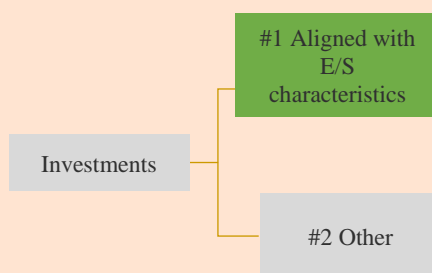 #1 Aligned with
E/S
characteristics
Investments
#2 Other